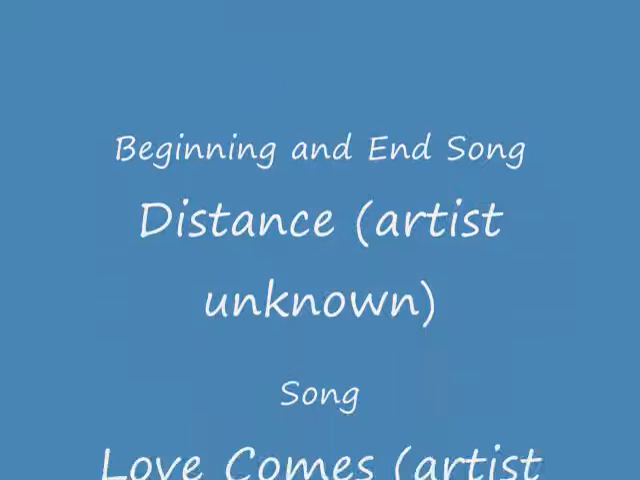 Beginning and End Song
Distance (artist
unknown)
Song
Love Comes (artist